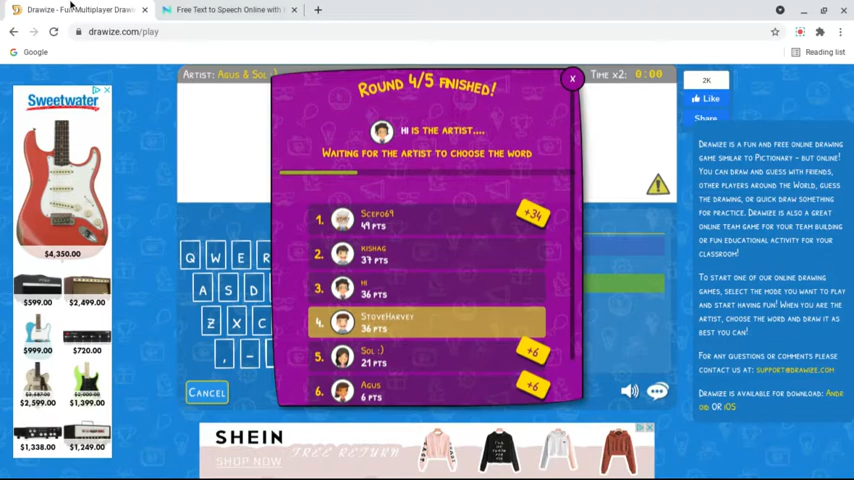 Drawize - Fun Multiplayer Draw
Free Text to Speech Online with
drawize.com/play
Google
Reading list
Artist: Agus & Sol :)
Time x2: 0:00
Round 4/5 finished!
x
Hi is the artist....
Waiting for the artist to choose the word
1. Scepo69
49 pts
+34
2. kishag
37 pts
3. Hi
36 pts
4. StoveHarvey
36 pts
5. Sol :)
21 pts
+6
6. Agus
6 pts
+6
Q W E R
A S D
Z X C
, -
Cancel
2K
Like
Share
Drawize is a fun and free online drawing
game similar to Pictionary - but online!
You can draw and guess with friends,
other players around the World, guess
the drawing, or quick draw something
for practice. Drawize is also a great
online team game for your team building
or fun educational activity for your
classroom!
To start one of our online drawing
games, select the mode you want to play
and start having fun! When you are the
artist, choose the word and draw it as
best you can!
For any questions or comments please
contact us at: support@drawize.com
Drawize is available for download: Andr
oid or iOS
Sweetwater
$4,350.00
$599.00 $2,499.00
$999.00 $720.00
$2,599.00 $1,399.00
$1,338.00 $1,249.00
SHEIN
SHOP NOW
FREE RETURN